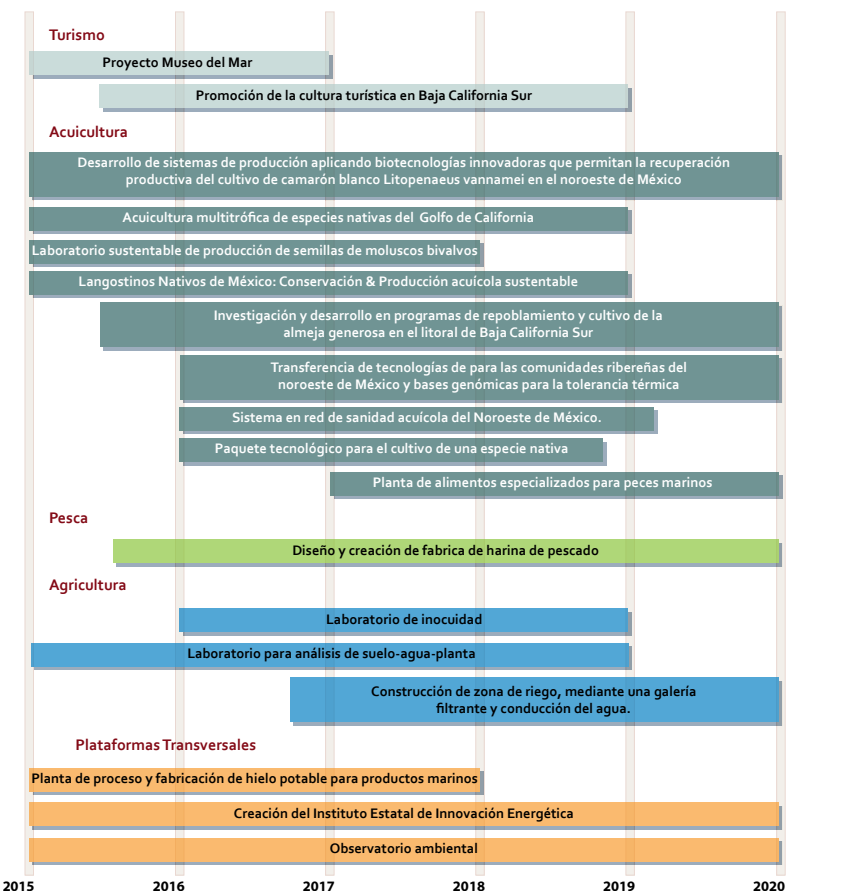 Turismo
Proyecto Museo del Mar
Promoción de la cultura turística en Baja California Sur
Acuicultura
Desarrollo de sistemas de producción aplicando biotecnologías innovadoras que permitan la recuperación
productiva del cultivo de camarón blanco Litopenaeus vannamei en el noroeste de México
Acuicultura multitrófica de especies nativas del Golfo de California
Laboratorio sustentable de producción de semillas de moluscos bivalvos
Langostinos Nativos de México: Conservación & Producción acuícola sustentable
Investigación y desarrollo en programas de repoblamiento y cultivo de la
almeja generosa en el litoral de Baja California Sur
Transferencia de tecnologías de para las comunidades ribereñas del
noroeste de México y bases genómicas para la tolerancia térmica
Sistema en red de sanidad acuícola del Noroeste de México.
Paquete tecnológico para el cultivo de una especie nativa
Planta de alimentos especializados para peces marinos
Pesca
Diseño y creación de fabrica de harina de pescado
Agricultura
Laboratorio de inocuidad
Laboratorio para análisis de suelo-agua-planta
Construcción de zona de riego, mediante una galería
filtrante y conducción del agua.
Plataformas Transversales
Planta de proceso y fabricación de hielo potable para productos marinos
Creación del Instituto Estatal de Innovación Energética
Observatorio ambiental
2015 2016 2017 2018 2019 2020